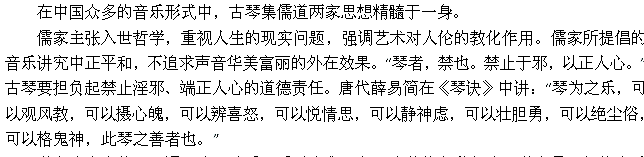 在中国众多的音乐形式中，古琴集儒道两家思想精髓于一身。
儒家主张入世哲学，重视人生的现实问题，强调艺术对人伦的教化作用。儒家所提倡的
音乐讲究中正平和，不追求声音华美富丽的外在效果。“琴者，禁也。禁止于邪，以正人心。”
古琴要担负起禁止淫邪、端正人心的道德责任。唐代薛易简在《琴诀》中讲：“琴为之乐，可
以观风教，可以摄心魄，可以辨喜怒，可以悦情思，可以静神虑，可以壮胆勇，可以绝尘俗，
可以格鬼神，此琴之善者也。”